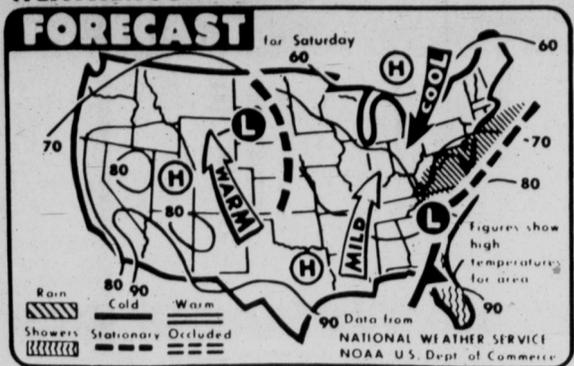 FORECAST
for Saturday
60
60
H
COOL
70
L
70
80
H
WARM
80
80
MILD
L
H
Figures show
high
temperatures
for area
80
90
90
90
Rain
Cold
Warm
Showers
Stationary
Occluded
Data from
NATIONAL WEATHER SERVICE
NOAA U.S. Dept of Commerce